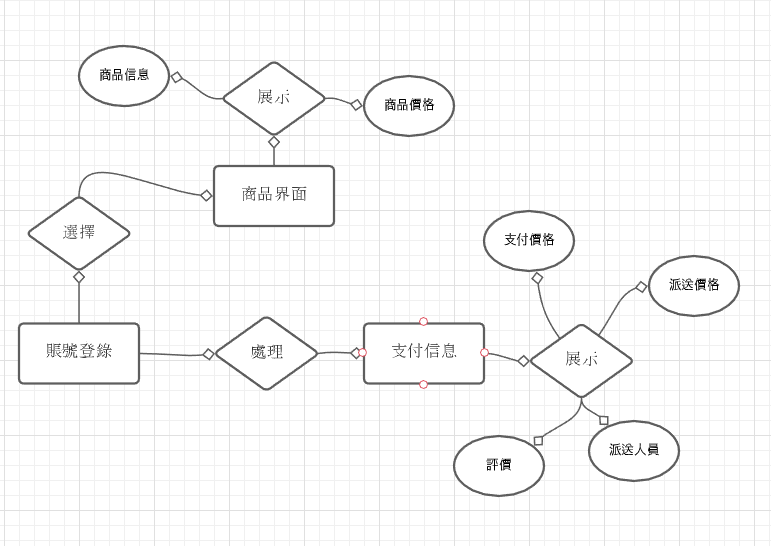 商品信息
展示
商品價格
商品界面
選擇
支付價格
派送價格
賬號登錄
處理
支付信息
展示
評價
派送人員